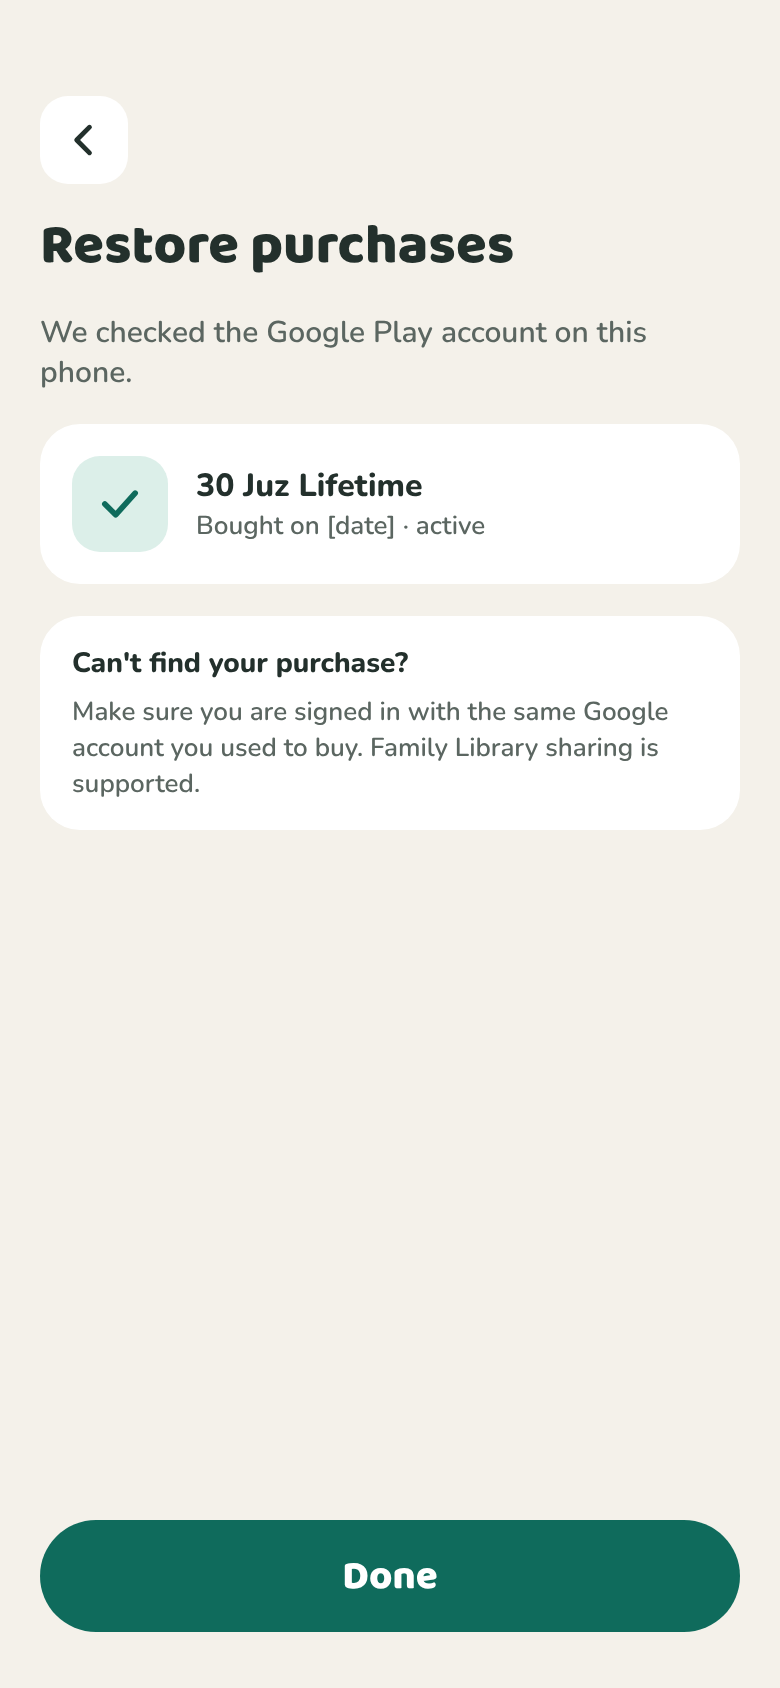 Restore purchases
We checked the Google Play account on this
phone.
30 Juz Lifetime
Bought on [date] · active
Can't find your purchase?
Make sure you are signed in with the same Google
account you used to buy. Family Library sharing is
supported.
Done